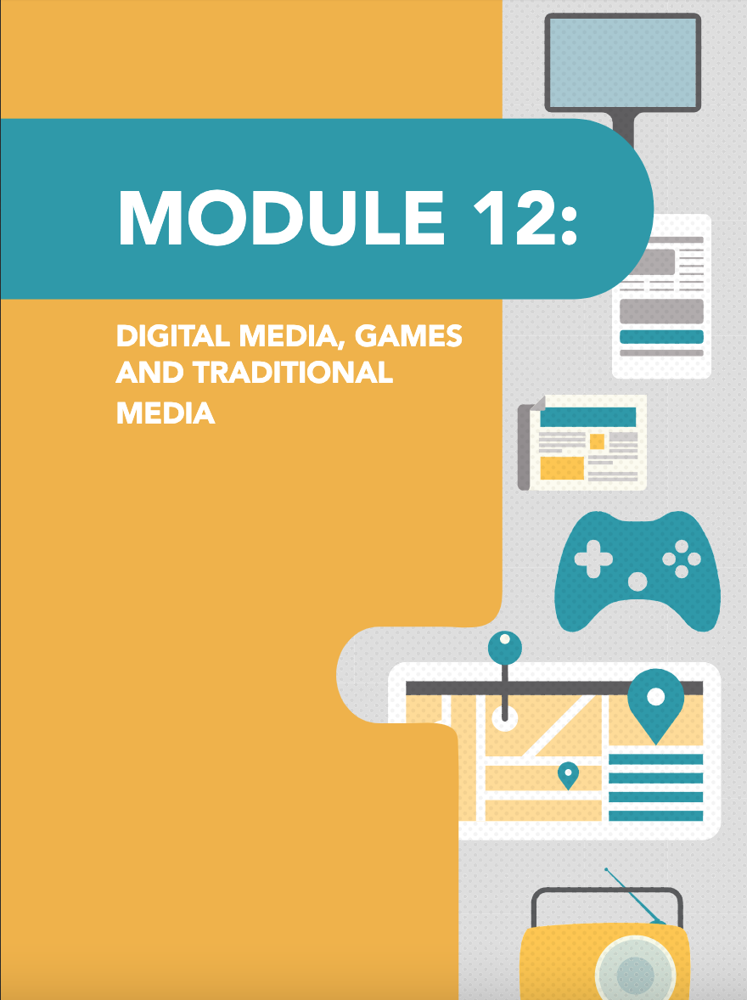 MODULE 12:
DIGITAL MEDIA, GAMES
AND TRADITIONAL
MEDIA